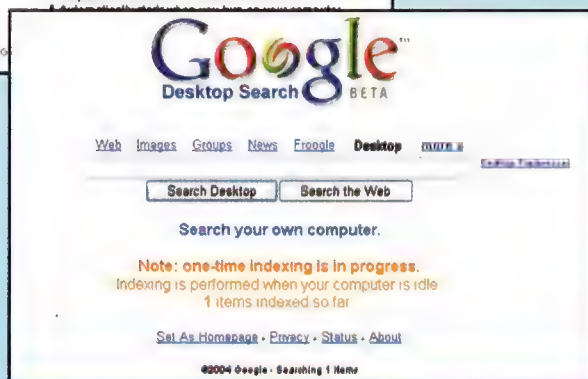 Google™
Desktop Search BETA
Web Images Groups News Froogle Desktop more »
Search Desktop Search the Web
Search your own computer.
Note: one-time indexing is in progress.
Indexing is performed when your computer is idle
1 items indexed so far
Set As Homepage - Privacy - Status - About
©2004 Google - Searching 1 items